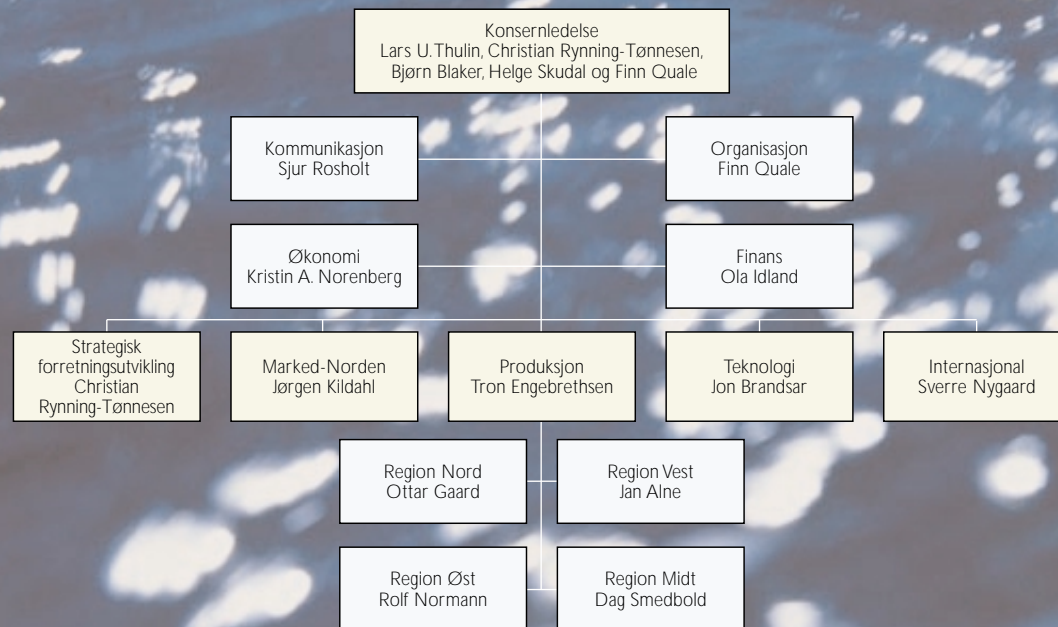 Konsernledelse
Lars U. Thulin, Christian Rynning-Tønnesen,
Bjørn Blaker, Helge Skudal og Finn Quale
Kommunikasjon
Sjur Rosholt
Organisasjon
Finn Quale
Økonomi
Kristin A. Norenberg
Finans
Ola Idland
Strategisk
forretningsutvikling
Christian
Rynning-Tønnesen
Marked-Norden
Jørgen Kildahl
Produksjon
Tron Engebrethsen
Teknologi
Jon Brandsar
Internasjonal
Sverre Nygaard
Region Nord
Ottar Gaard
Region Vest
Jan Alne
Region Øst
Rolf Normann
Region Midt
Dag Smedbold